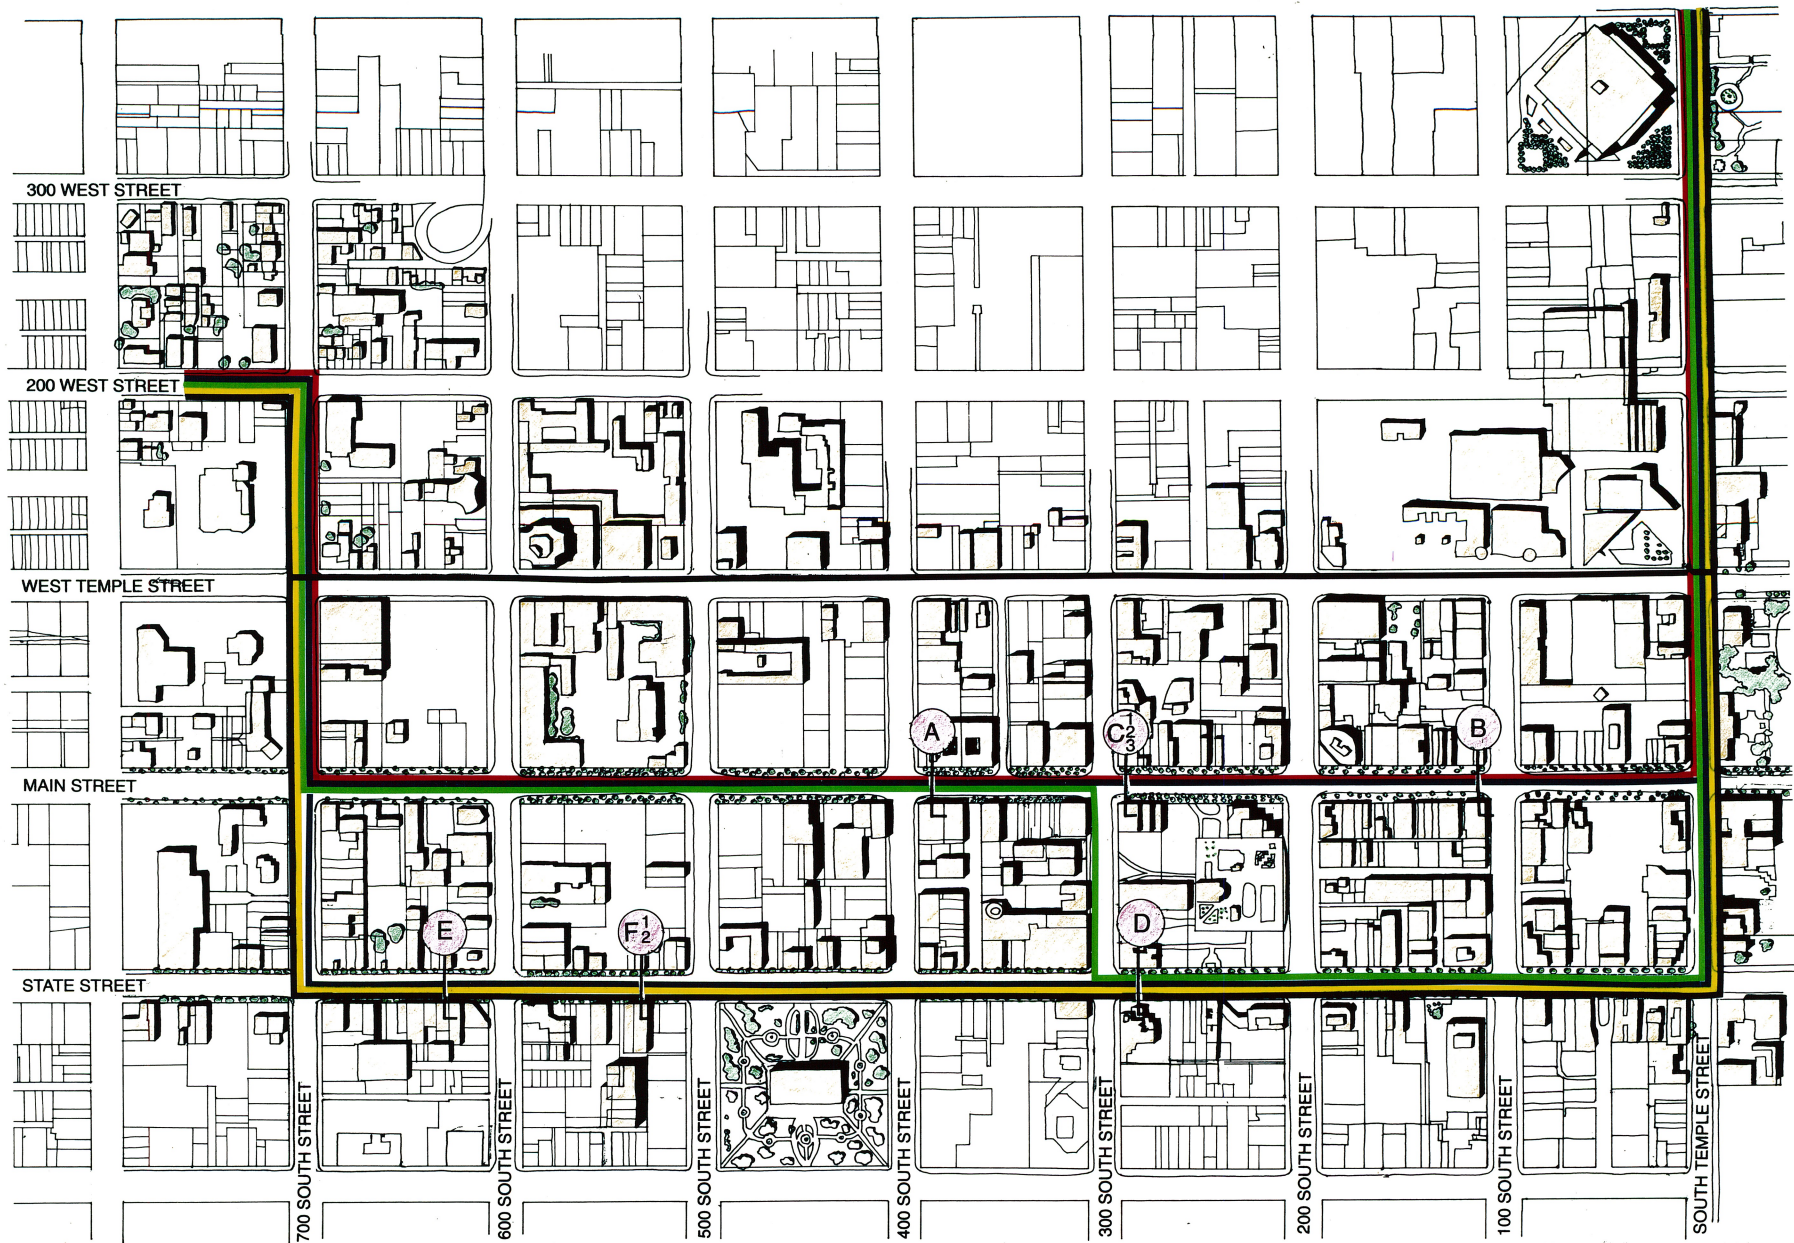 300 WEST STREET
200 WEST STREET
WEST TEMPLE STREET
A
C 1 2 3
B
MAIN STREET
E
F 1 2
D
STATE STREET
700 SOUTH STREET
600 SOUTH STREET
500 SOUTH STREET
400 SOUTH STREET
300 SOUTH STREET
200 SOUTH STREET
100 SOUTH STREET
SOUTH TEMPLE STREET